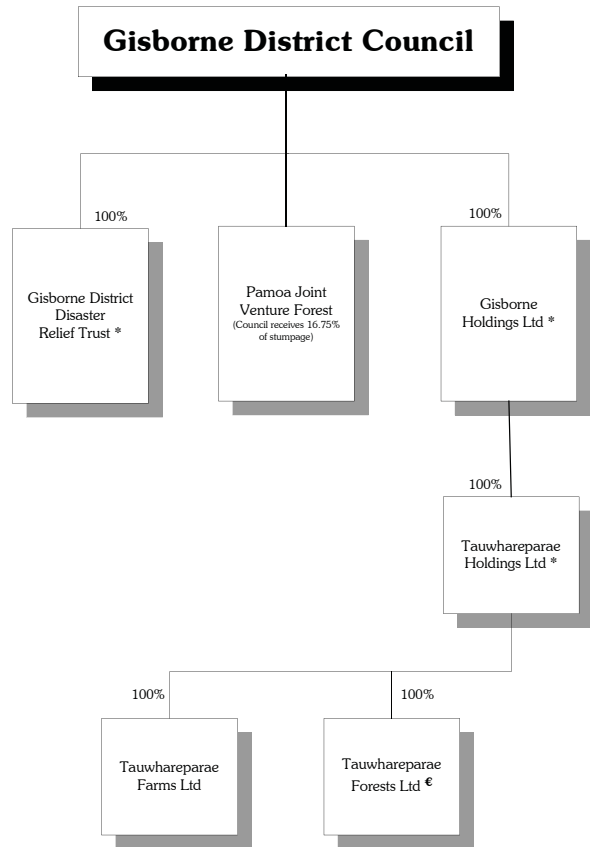 Gisborne District Council
100%
100%
Gisborne District
Disaster
Relief Trust *
Pamoa Joint
Venture Forest
(Council receives 16.75%
of stumpage)
Gisborne
Holdings Ltd *
100%
Tauwhareparae
Holdings Ltd *
100%
100%
Tauwhareparae
Farms Ltd
Tauwhareparae
Forests Ltd €